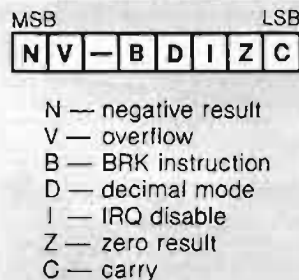 MSB LSB
N V — B D I Z C
N — negative result
V — overflow
B — BRK instruction
D — decimal mode
I — IRQ disable
Z — zero result
C — carry